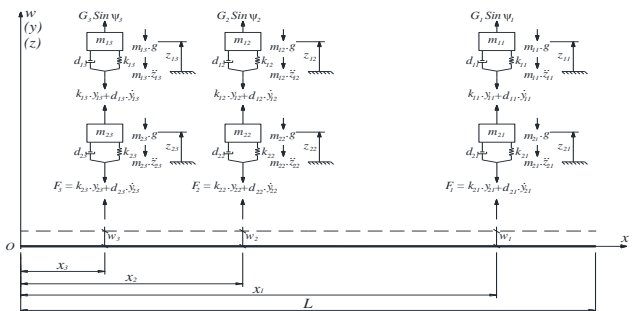 w
(y)
(z)
G₃ Sin ψ₃ G₂ Sin ψ₂ G₁ Sin ψ₁
m₁₃ m₁₃.g z₁₃ m₁₂ m₁₂.g z₁₂ m₁₁ m₁₁.g z₁₁
d₁₃ k₁₃ m₁₃.z̈₁₃ d₁₂ k₁₂ m₁₂.z̈₁₂ d₁₁ k₁₁ m₁₁.z̈₁₁
k₁₃.y₁₃+d₁₃.ẏ₁₃ k₁₂.y₁₂+d₁₂.ẏ₁₂ k₁₁.y₁₁+d₁₁.ẏ₁₁
m₂₃ m₂₃.g z₂₃ m₂₂ m₂₂.g z₂₂ m₂₁ m₂₁.g z₂₁
d₂₃ k₂₃ m₂₃.z̈₂₃ d₂₂ k₂₂ m₂₂.z̈₂₂ d₂₁ k₂₁ m₂₁.z̈₂₁
F₃ = k₂₃.y₂₃+d₂₃.ẏ₂₃ F₂ = k₂₂.y₂₂+d₂₂.ẏ₂₂ F₁ = k₂₁.y₂₁+d₂₁.ẏ₂₁
w₃ w₂ w₁
O x
x₃
x₂
x₁
L